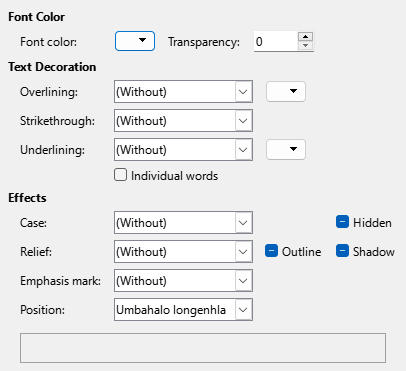 Font Color
Font color: Transparency: 0
Text Decoration
Overlining: (Without)
Strikethrough: (Without)
Underlining: (Without)
Individual words
Effects
Case: (Without) Hidden
Relief: (Without) Outline Shadow
Emphasis mark: (Without)
Position: Umbahalo longenhla